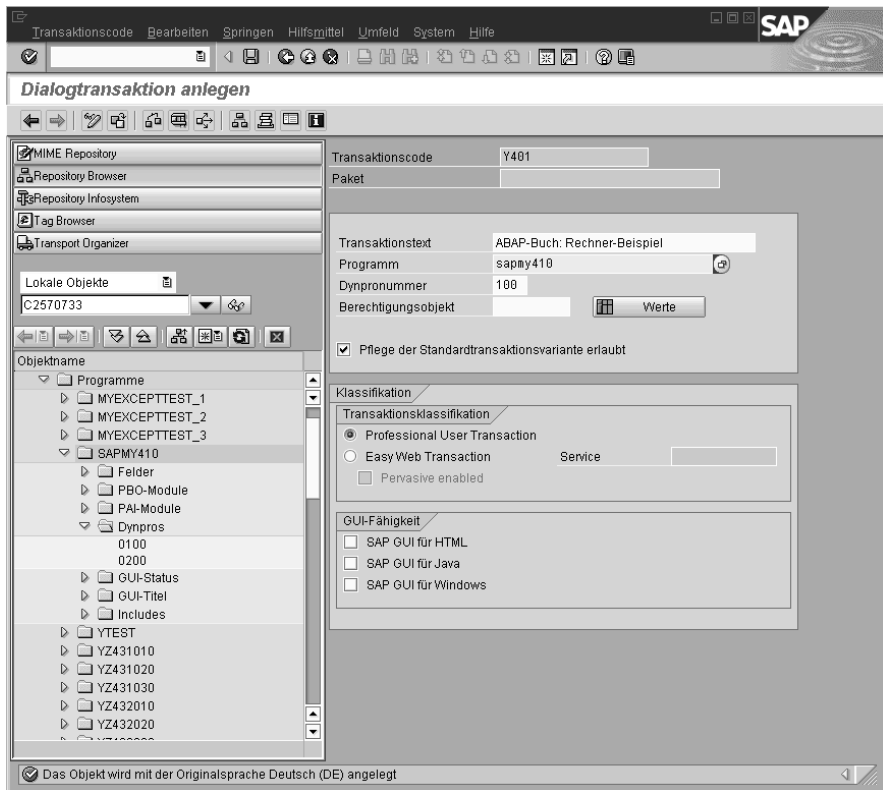 Transaktionscode Bearbeiten Springen Hilfsmittel Umfeld System Hilfe
SAP
Dialogtransaktion anlegen
MIME Repository
Repository Browser
Repository Infosystem
Tag Browser
Transport Organizer
Lokale Objekte
C2570733
Objektname
Programme
MYEXCEPTTEST_1
MYEXCEPTTEST_2
MYEXCEPTTEST_3
SAPMY410
Felder
PBO-Module
PAI-Module
Dynpros
0100
0200
GUI-Status
GUI-Titel
Includes
YTEST
YZ431010
YZ431020
YZ431030
YZ432010
YZ432020
Transaktionscode Y401
Paket
Transaktionstext ABAP-Buch: Rechner-Beispiel
Programm sapmy410
Dynpronummer 100
Berechtigungsobjekt Werte
Pflege der Standardtransaktionsvariante erlaubt
Klassifikation
Transaktionsklassifikation
Professional User Transaction
Easy Web Transaction Service
Pervasive enabled
GUI-Fähigkeit
SAP GUI für HTML
SAP GUI für Java
SAP GUI für Windows
Das Objekt wird mit der Originalsprache Deutsch (DE) angelegt